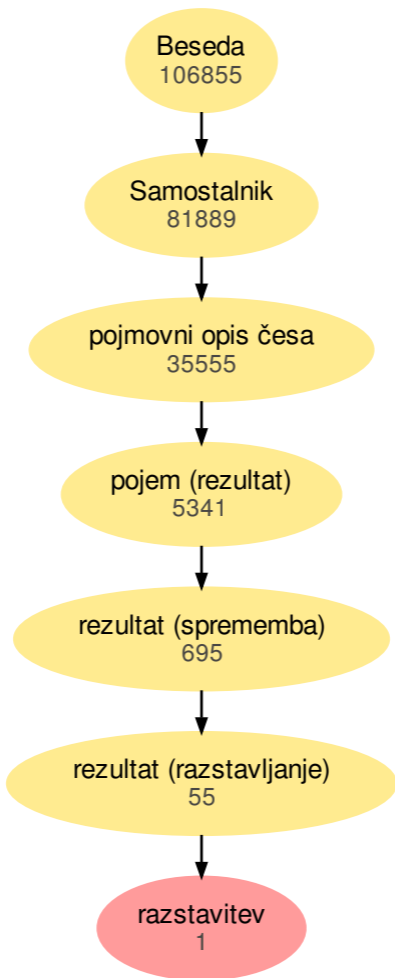 Beseda
106855
Samostalnik
81889
pojmovni opis česa
35555
pojem (rezultat)
5341
rezultat (sprememba)
695
rezultat (razstavljanje)
55
razstavitev
1